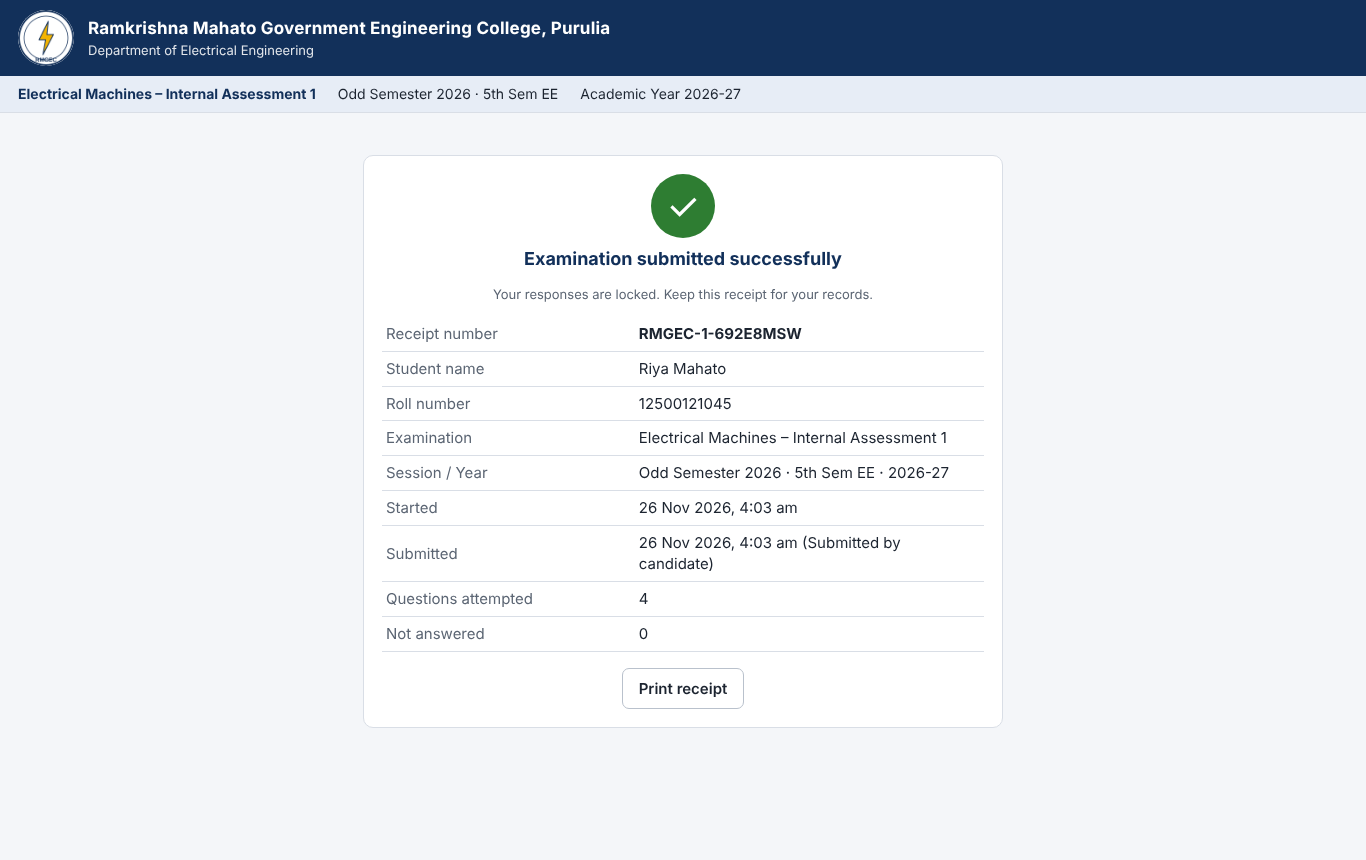 RMGEC
Ramkrishna Mahato Government Engineering College, Purulia
Department of Electrical Engineering
Electrical Machines – Internal Assessment 1 Odd Semester 2026 · 5th Sem EE Academic Year 2026-27
Examination submitted successfully
Your responses are locked. Keep this receipt for your records.
Receipt number RMGEC-1-692E8MSW
Student name Riya Mahato
Roll number 12500121045
Examination Electrical Machines – Internal Assessment 1
Session / Year Odd Semester 2026 · 5th Sem EE · 2026-27
Started 26 Nov 2026, 4:03 am
Submitted 26 Nov 2026, 4:03 am (Submitted by
candidate)
Questions attempted 4
Not answered 0
Print receipt